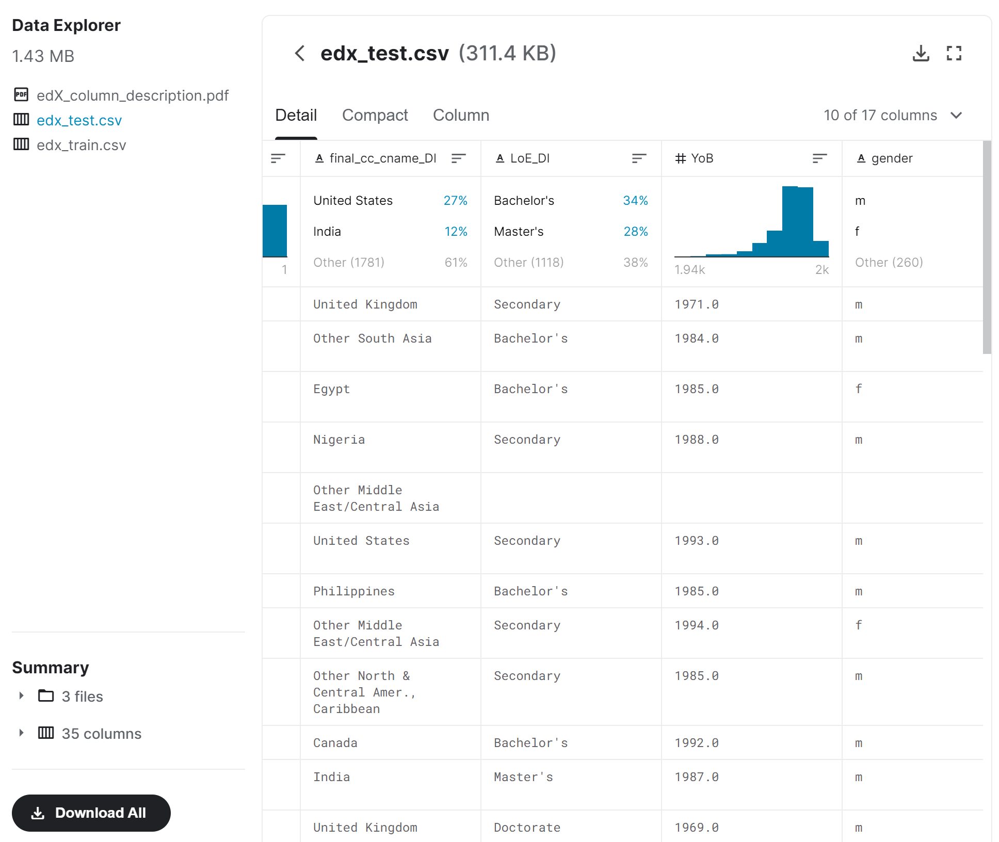 Data Explorer
1.43 MB
edX_column_description.pdf
edx_test.csv
edx_train.csv
Summary
3 files
35 columns
Download All
edx_test.csv (311.4 KB)
Detail Compact Column 10 of 17 columns
final_cc_cname_DI LoE_DI YoB gender
United States 27% Bachelor's 34% m
India 12% Master's 28% f
Other (1781) 61% Other (1118) 38% Other (260)
1 1.94k 2k
United Kingdom Secondary 1971.0 m
Other South Asia Bachelor's 1984.0 m
Egypt Bachelor's 1985.0 f
Nigeria Secondary 1988.0 m
Other Middle
East/Central Asia
United States Secondary 1993.0 m
Philippines Bachelor's 1985.0 m
Other Middle Secondary 1994.0 f
East/Central Asia
Other North & Secondary 1985.0 m
Central Amer.,
Caribbean
Canada Bachelor's 1992.0 m
India Master's 1987.0 m
United Kingdom Doctorate 1969.0 m